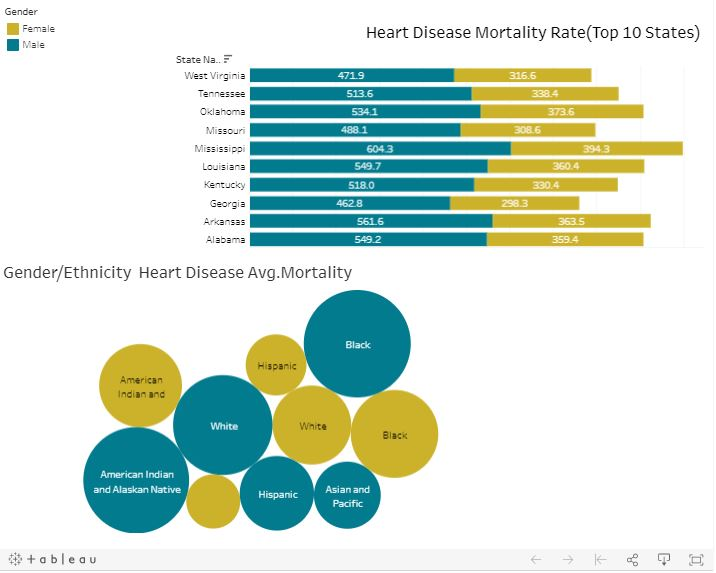 Gender
Female
Male
Heart Disease Mortality Rate(Top 10 States)
State Na..
West Virginia 471.9 316.6
Tennessee 513.6 338.4
Oklahoma 534.1 373.6
Missouri 488.1 308.6
Mississippi 604.3 394.3
Louisiana 549.7 360.4
Kentucky 518.0 330.4
Georgia 462.8 298.3
Arkansas 561.6 363.5
Alabama 549.2 359.4
Gender/Ethnicity Heart Disease Avg.Mortality
Black
Hispanic
American
Indian and
White
White
Black
American Indian
and Alaskan Native
Hispanic
Asian and
Pacific
+ableau